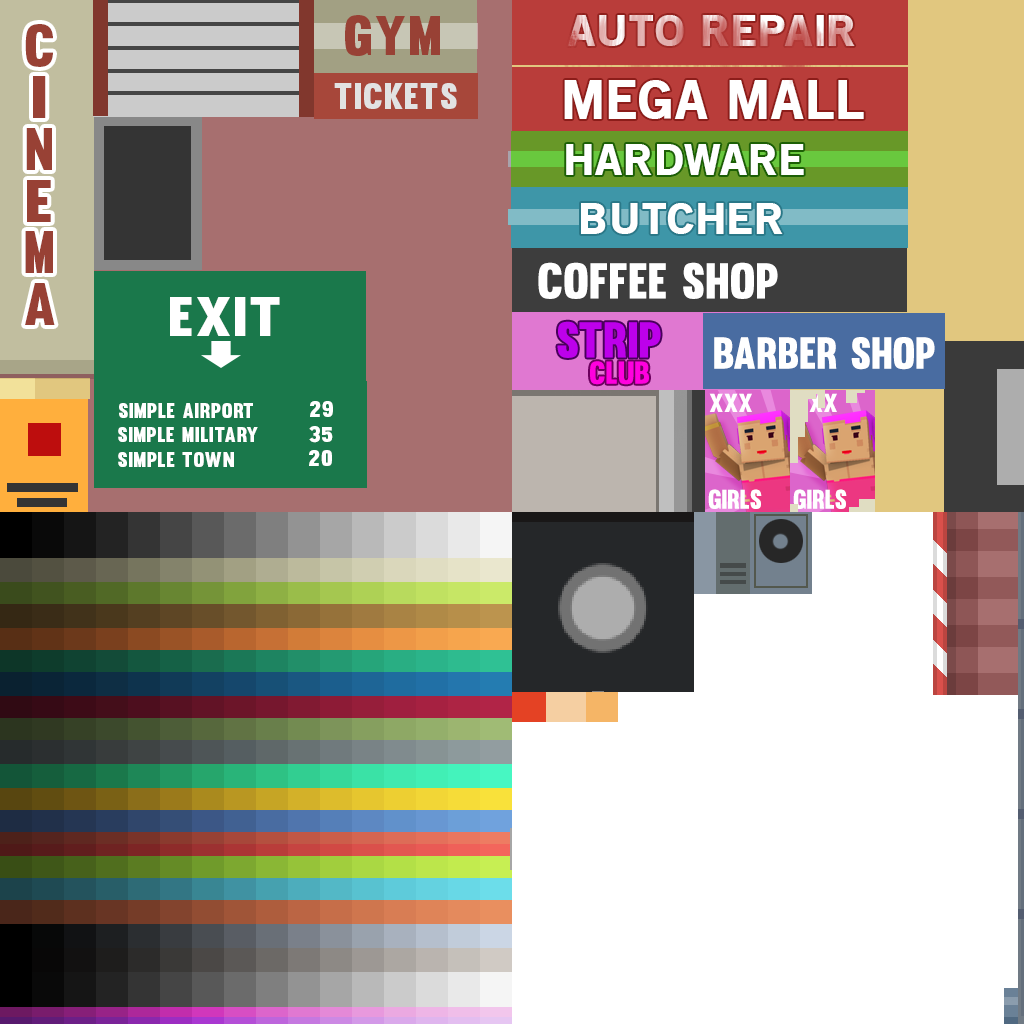 CINEMA
GYM
TICKETS
EXIT
SIMPLE AIRPORT 29
SIMPLE MILITARY 35
SIMPLE TOWN 20
AUTO REPAIR
MEGA MALL
HARDWARE
BUTCHER
COFFEE SHOP
STRIP
CLUB
BARBER SHOP
XXX
GIRLS
XX
GIRLS